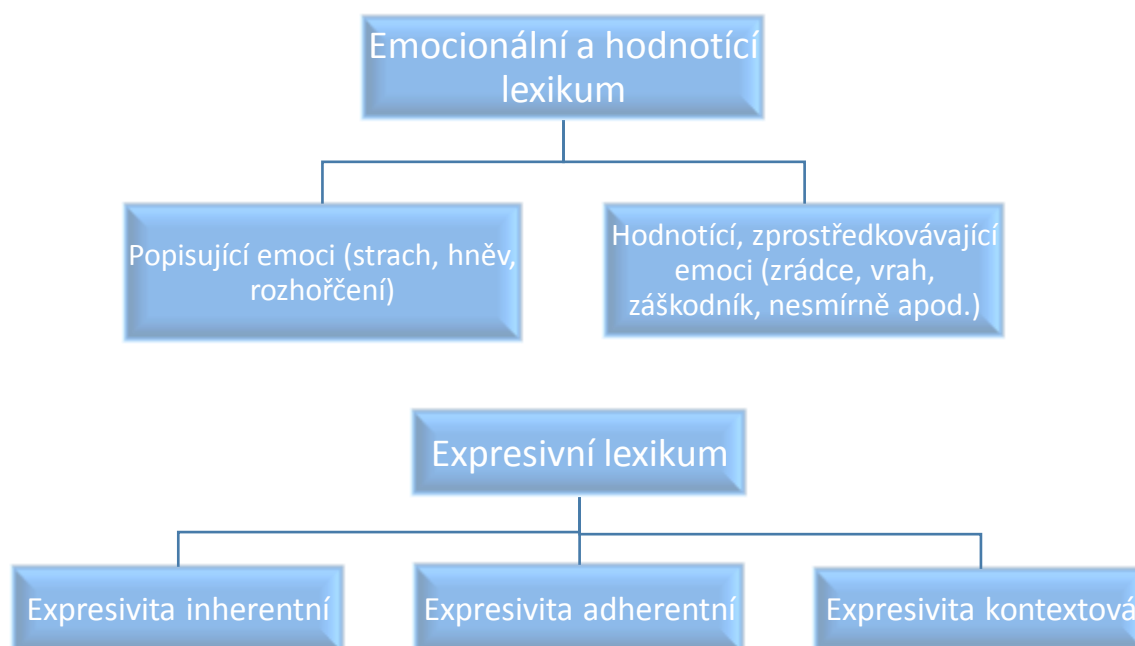 Emocionální a hodnotící
lexikum
Popisující emoci (strach, hněv,
rozhořčení)
Hodnotící, zprostředkovávající
emoci (zrádce, vrah,
záškodník, nesmírně apod.)
Expresivní lexikum
Expresivita inherentní
Expresivita adherentní
Expresivita kontextová